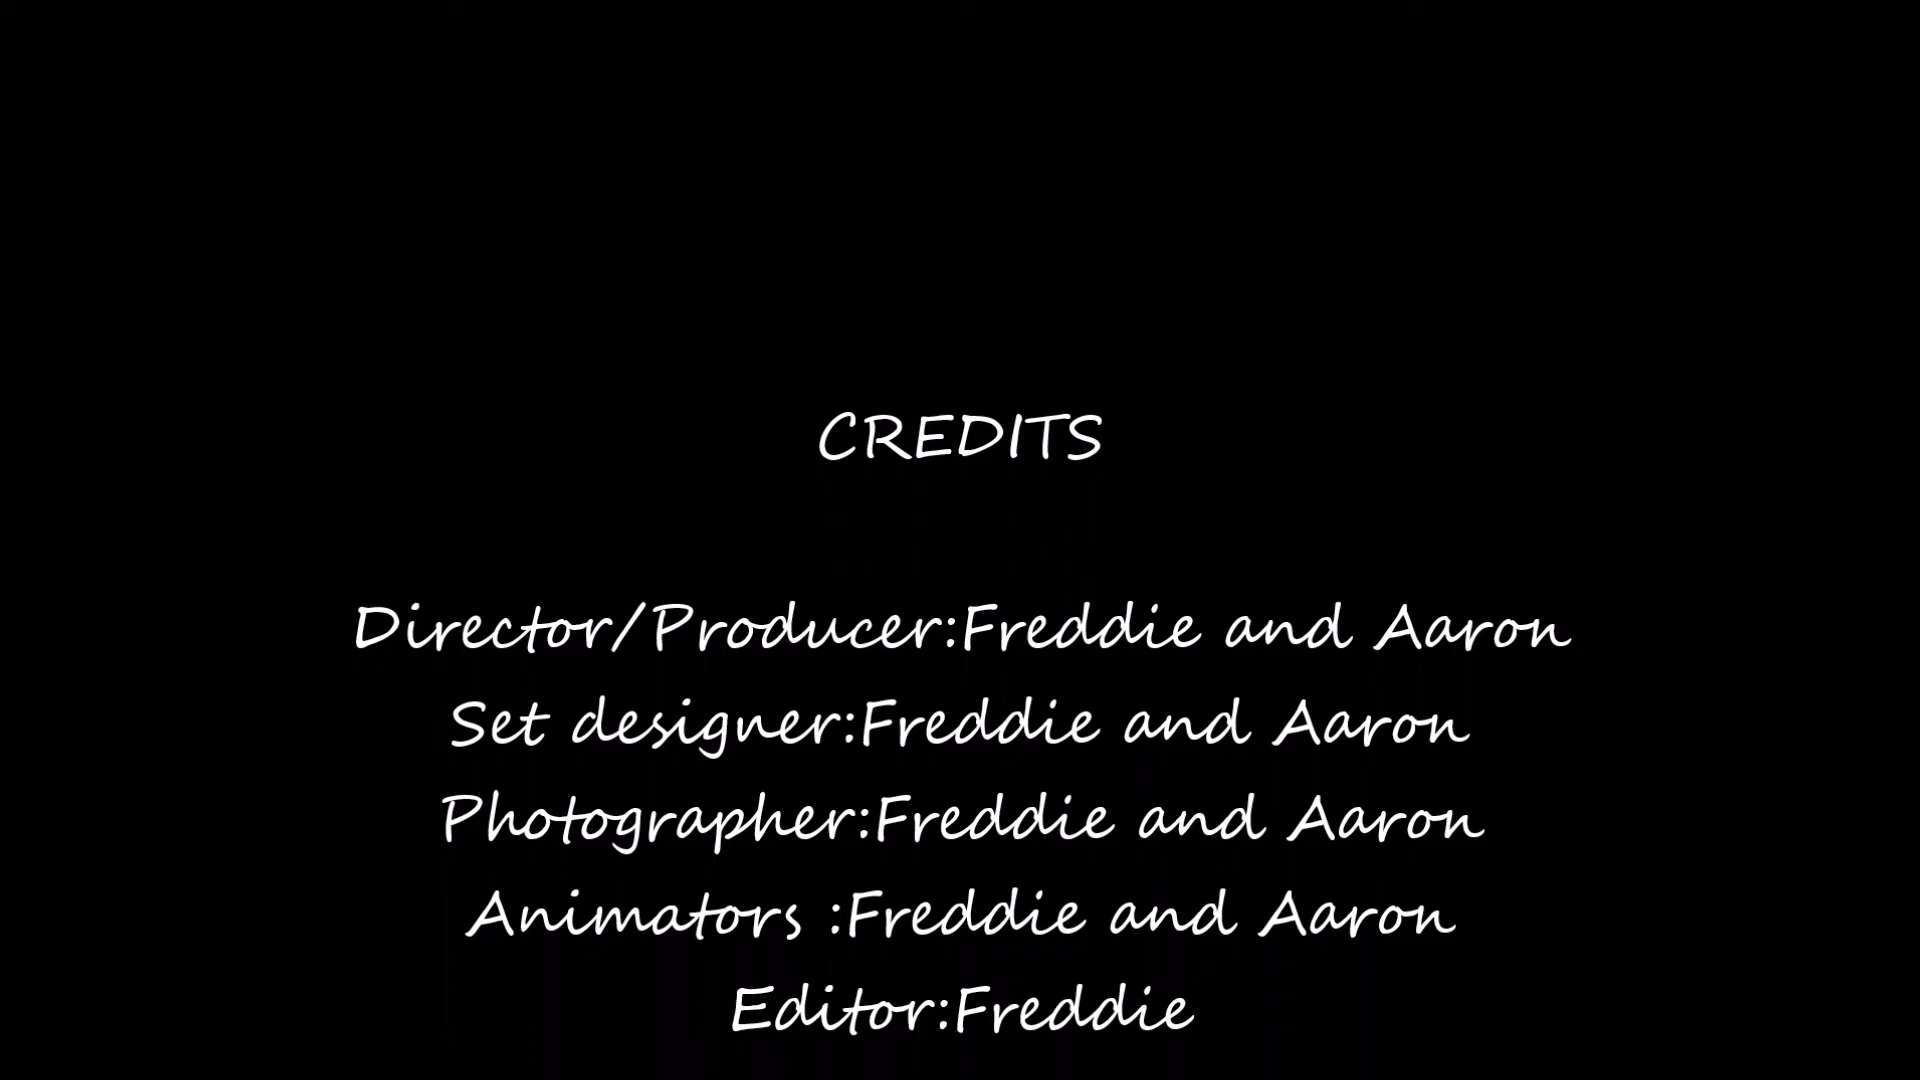 CREDITS
Director/Producer:Freddie and Aaron
Set designer:Freddie and Aaron
Photographer:Freddie and Aaron
Animators :Freddie and Aaron
Editor:Freddie